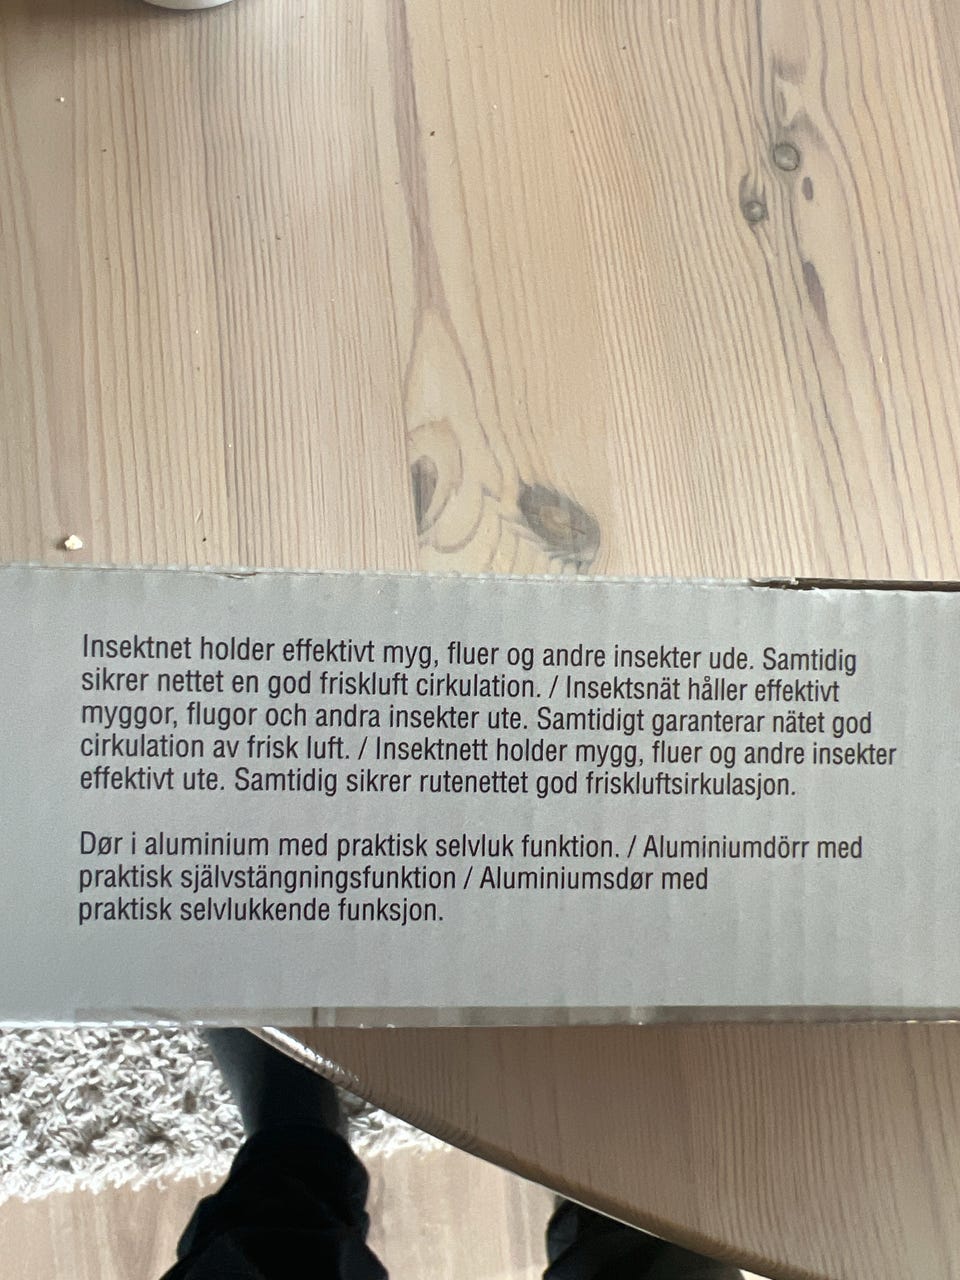 Insektnet holder effektivt myg, fluer og andre insekter ude. Samtidig
sikrer nettet en god friskluft cirkulation. / Insektsnät håller effektivt
myggor, flugor och andra insekter ute. Samtidigt garanterar nätet god
cirkulation av frisk luft. / Insektnett holder mygg, fluer og andre insekter
effektivt ute. Samtidig sikrer rutenettet god friskluftsirkulasjon.
Dør i aluminium med praktisk selvluk funktion. / Aluminiumdörr med
praktisk självstängningsfunktion / Aluminiumsdør med
praktisk selvlukkende funksjon.